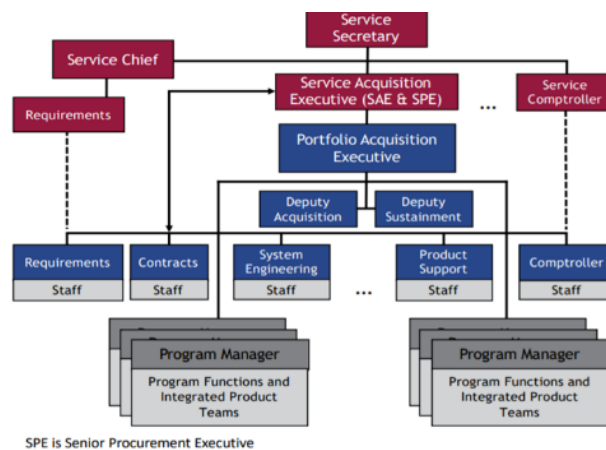 Service
Secretary
Service Chief
Service Acquisition
Executive (SAE & SPE)
...
Service
Comptroller
Requirements
Portfolio Acquisition
Executive
Deputy
Acquisition
Deputy
Sustainment
Requirements
Staff
Contracts
Staff
System
Engineering
Staff
...
Product
Support
Staff
Comptroller
Staff
Program Manager
Program Functions and
Integrated Product
Teams
Program Manager
Program Functions and
Integrated Product
Teams
SPE is Senior Procurement Executive